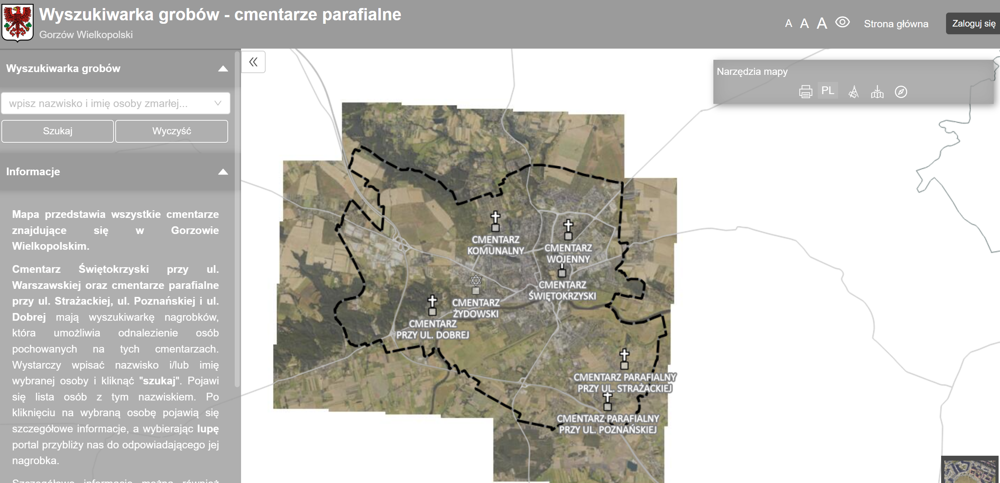 Wyszukiwarka grobów - cmentarze parafialne
Gorzów Wielkopolski
A A A
Strona główna
Zaloguj się
Wyszukiwarka grobów
wpisz nazwisko i imię osoby zmarłej...
Szukaj
Wyczyść
Informacje
Mapa przedstawia wszystkie cmentarze
znajdujące się w Gorzowie
Wielkopolskim.
Cmentarz Świętokrzyski przy ul.
Warszawskiej oraz cmentarze parafialne
przy ul. Strażackiej, ul. Poznańskiej i ul.
Dobrej mają wyszukiwarkę nagrobków,
która umożliwia odnalezienie osób
pochowanych na tych cmentarzach.
Wystarczy wpisać nazwisko i/lub imię
wybranej osoby i kliknąć "szukaj". Pojawi
się lista osób z tym nazwiskiem. Po
kliknięciu na wybraną osobę pojawią się
szczegółowe informacje, a wybierając lupę
portal przybliży nas do odpowiadającego jej
nagrobka.
Szczegółowe informacje można również
Narzędzia mapy
PL
CMENTARZ
KOMUNALNY
CMENTARZ
WOJENNY
CMENTARZ
ŚWIĘTOKRZYSKI
CMENTARZ
ŻYDOWSKI
CMENTARZ
PRZY UL. DOBREJ
CMENTARZ PARAFIALNY
PRZY UL. STRAŻACKIEJ
CMENTARZ PARAFIALNY
PRZY UL. POZNAŃSKIEJ